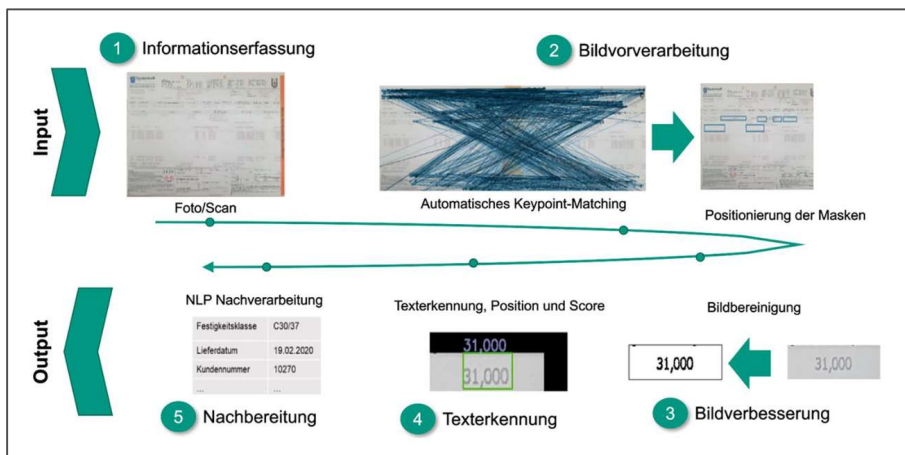 1 Informationserfassung
2 Bildvorverarbeitung
Input
Foto/Scan
Automatisches Keypoint-Matching
Positionierung der Masken
Output
NLP Nachverarbeitung
Festigkeitsklasse C30/37
Lieferdatum 19.02.2020
Kundennummer 10270
... ...
5 Nachbereitung
Texterkennung, Position und Score
31,000
31,000
4 Texterkennung
Bildbereinigung
31,000
31,000
3 Bildverbesserung